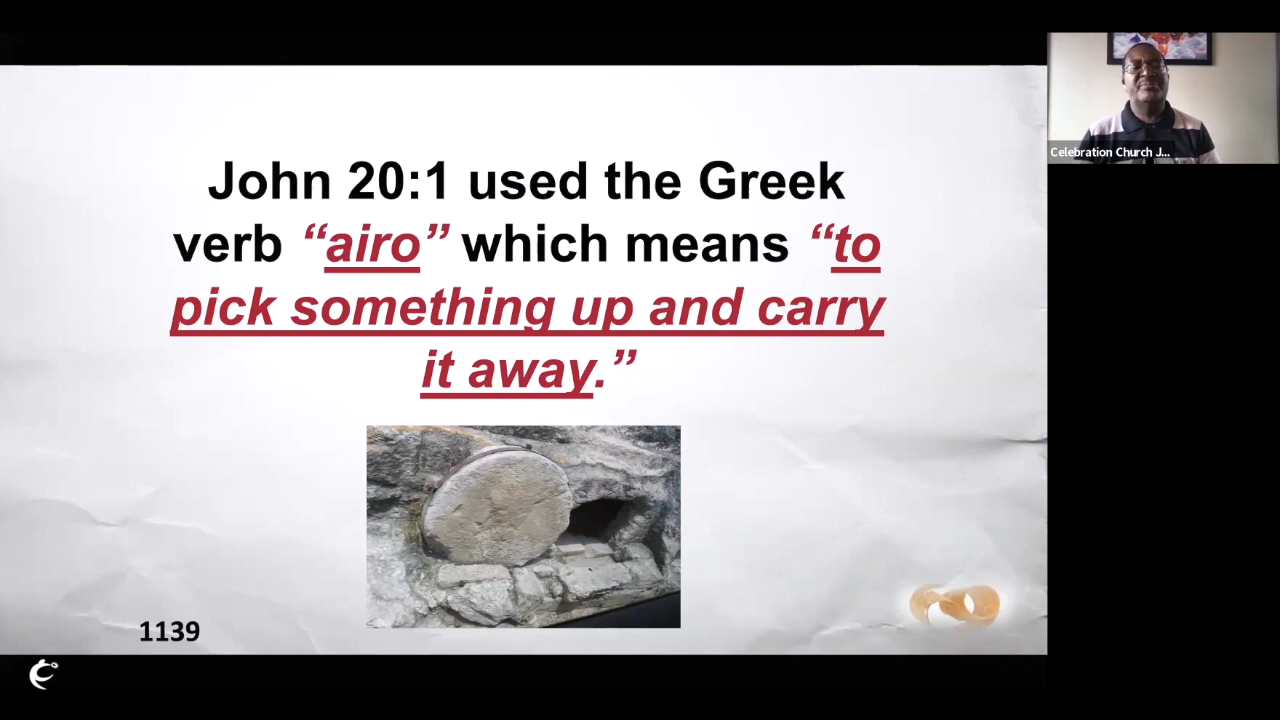 John 20:1 used the Greek
verb “airo” which means “to
pick something up and carry
it away.”
1139
Celebration Church J...